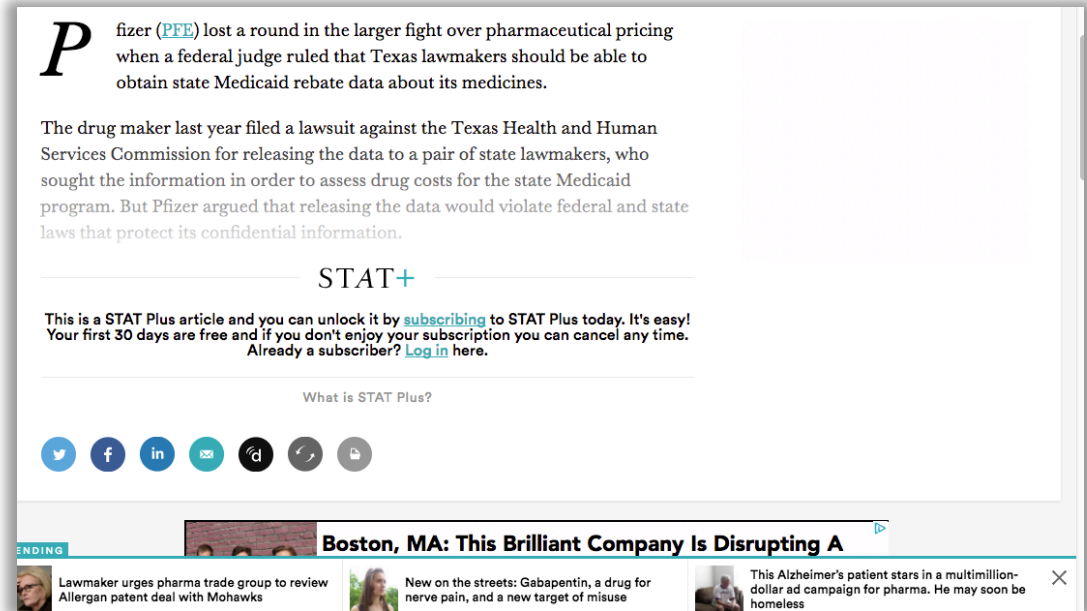 Pfizer (PFE) lost a round in the larger fight over pharmaceutical pricing
when a federal judge ruled that Texas lawmakers should be able to
obtain state Medicaid rebate data about its medicines.
The drug maker last year filed a lawsuit against the Texas Health and Human
Services Commission for releasing the data to a pair of state lawmakers, who
sought the information in order to assess drug costs for the state Medicaid
program. But Pfizer argued that releasing the data would violate federal and state
laws that protect its confidential information.
STAT+
This is a STAT Plus article and you can unlock it by subscribing to STAT Plus today. It's easy!
Your first 30 days are free and if you don't enjoy your subscription you can cancel any time.
Already a subscriber? Log in here.
What is STAT Plus?
Boston, MA: This Brilliant Company Is Disrupting A
ENDING
Lawmaker urges pharma trade group to review
Allergan patent deal with Mohawks
New on the streets: Gabapentin, a drug for
nerve pain, and a new target of misuse
This Alzheimer's patient stars in a multimillion-
dollar ad campaign for pharma. He may soon be
homeless